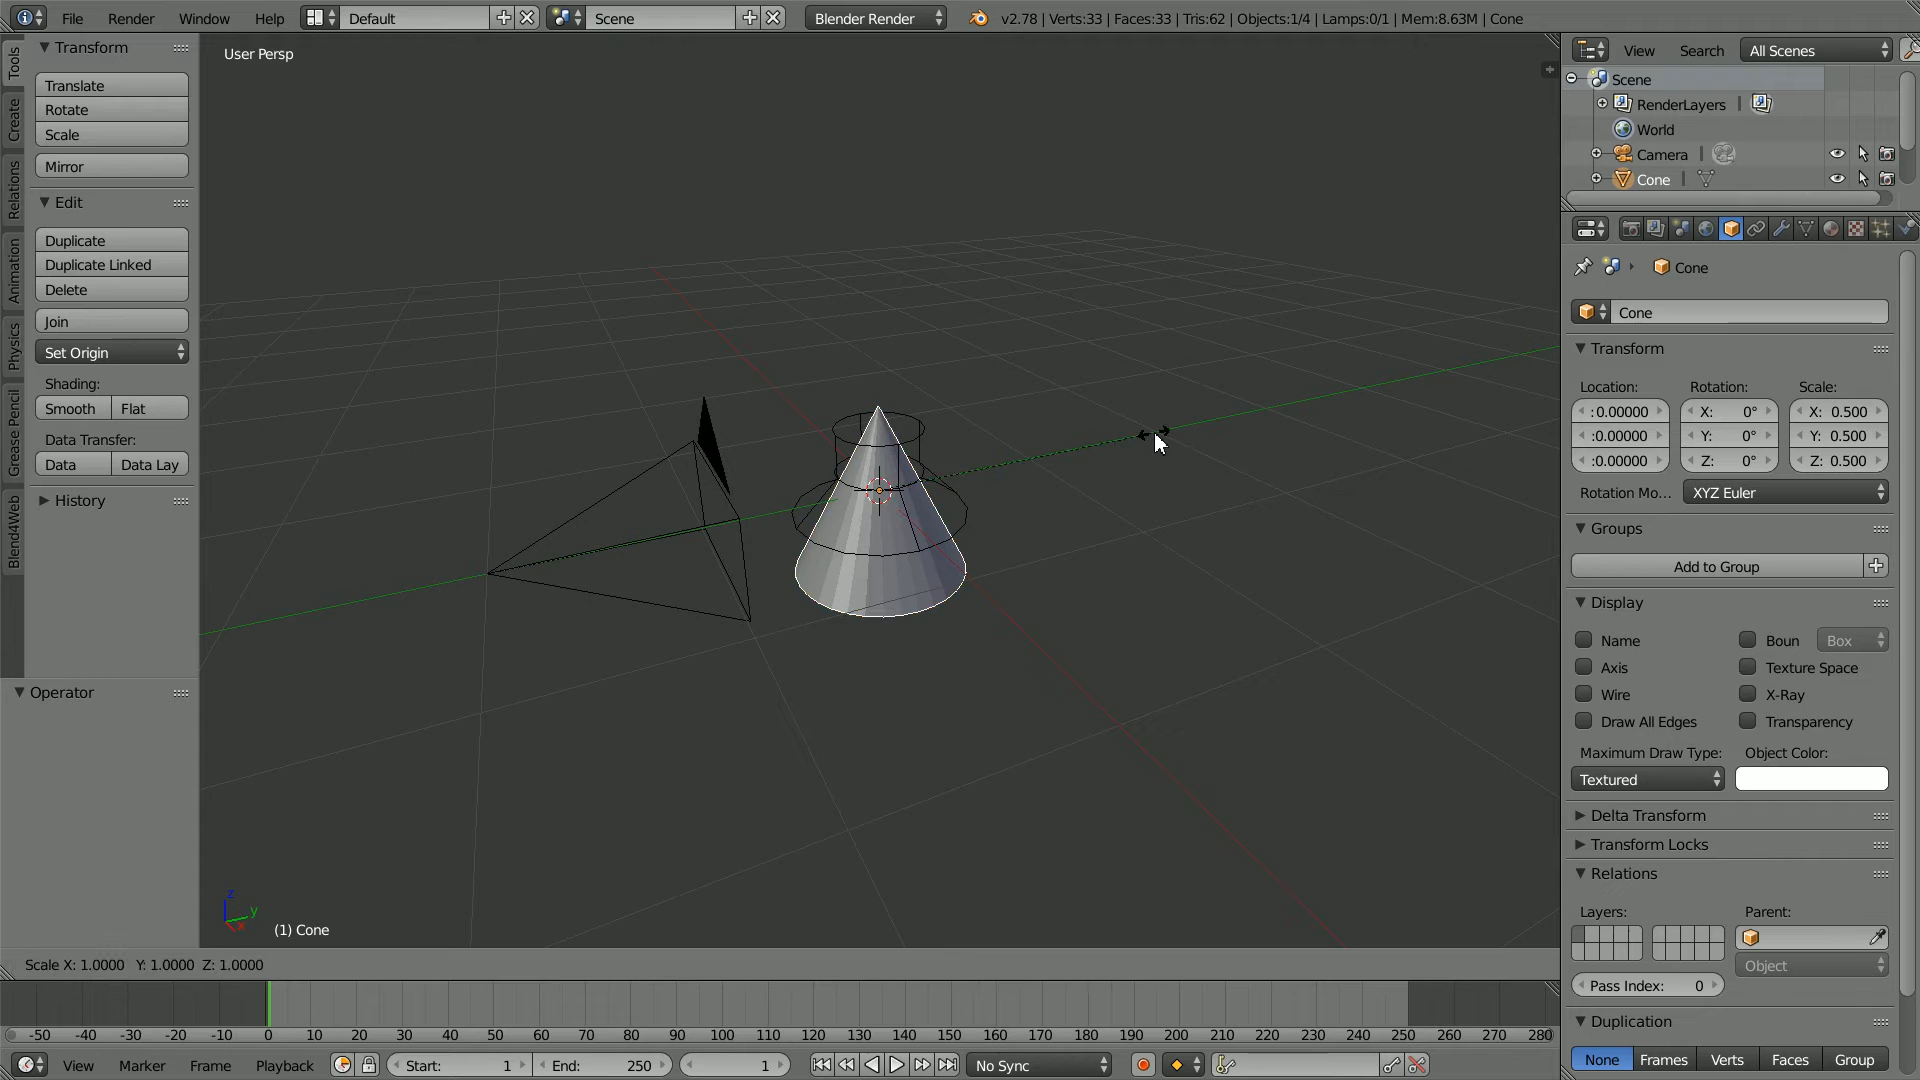 File Render Window Help Default Scene Blender Render v2.78 | Verts:33 | Faces:33 | Tris:62 | Objects:1/4 | Lamps:0/1 | Mem:8.63M | Cone
Tools
Create
Relations
Animation
Physics
Grease Pencil
Blend4Web
Transform
Translate
Rotate
Scale
Mirror
Edit
Duplicate
Duplicate Linked
Delete
Join
Set Origin
Shading:
Smooth Flat
Data Transfer:
Data Data Lay
History
Operator
User Persp
z
y
x
(1) Cone
Scale X: 1.0000 Y: 1.0000 Z: 1.0000
View Search All Scenes
Scene
RenderLayers |
World
Camera |
Cone |
Cone
Cone
Transform
Location: Rotation: Scale:
:0.00000 X: 0° X: 0.500
:0.00000 Y: 0° Y: 0.500
:0.00000 Z: 0° Z: 0.500
Rotation Mo... XYZ Euler
Groups
Add to Group
Display
Name Boun Box
Axis Texture Space
Wire X-Ray
Draw All Edges Transparency
Maximum Draw Type: Object Color:
Textured
Delta Transform
Transform Locks
Relations
Layers: Parent:
Object
Pass Index: 0
Duplication
None Frames Verts Faces Group
-50 -40 -30 -20 -10 0 10 20 30 40 50 60 70 80 90 100 110 120 130 140 150 160 170 180 190 200 210 220 230 240 250 260 270 280
View Marker Frame Playback Start: 1 End: 250 1 No Sync